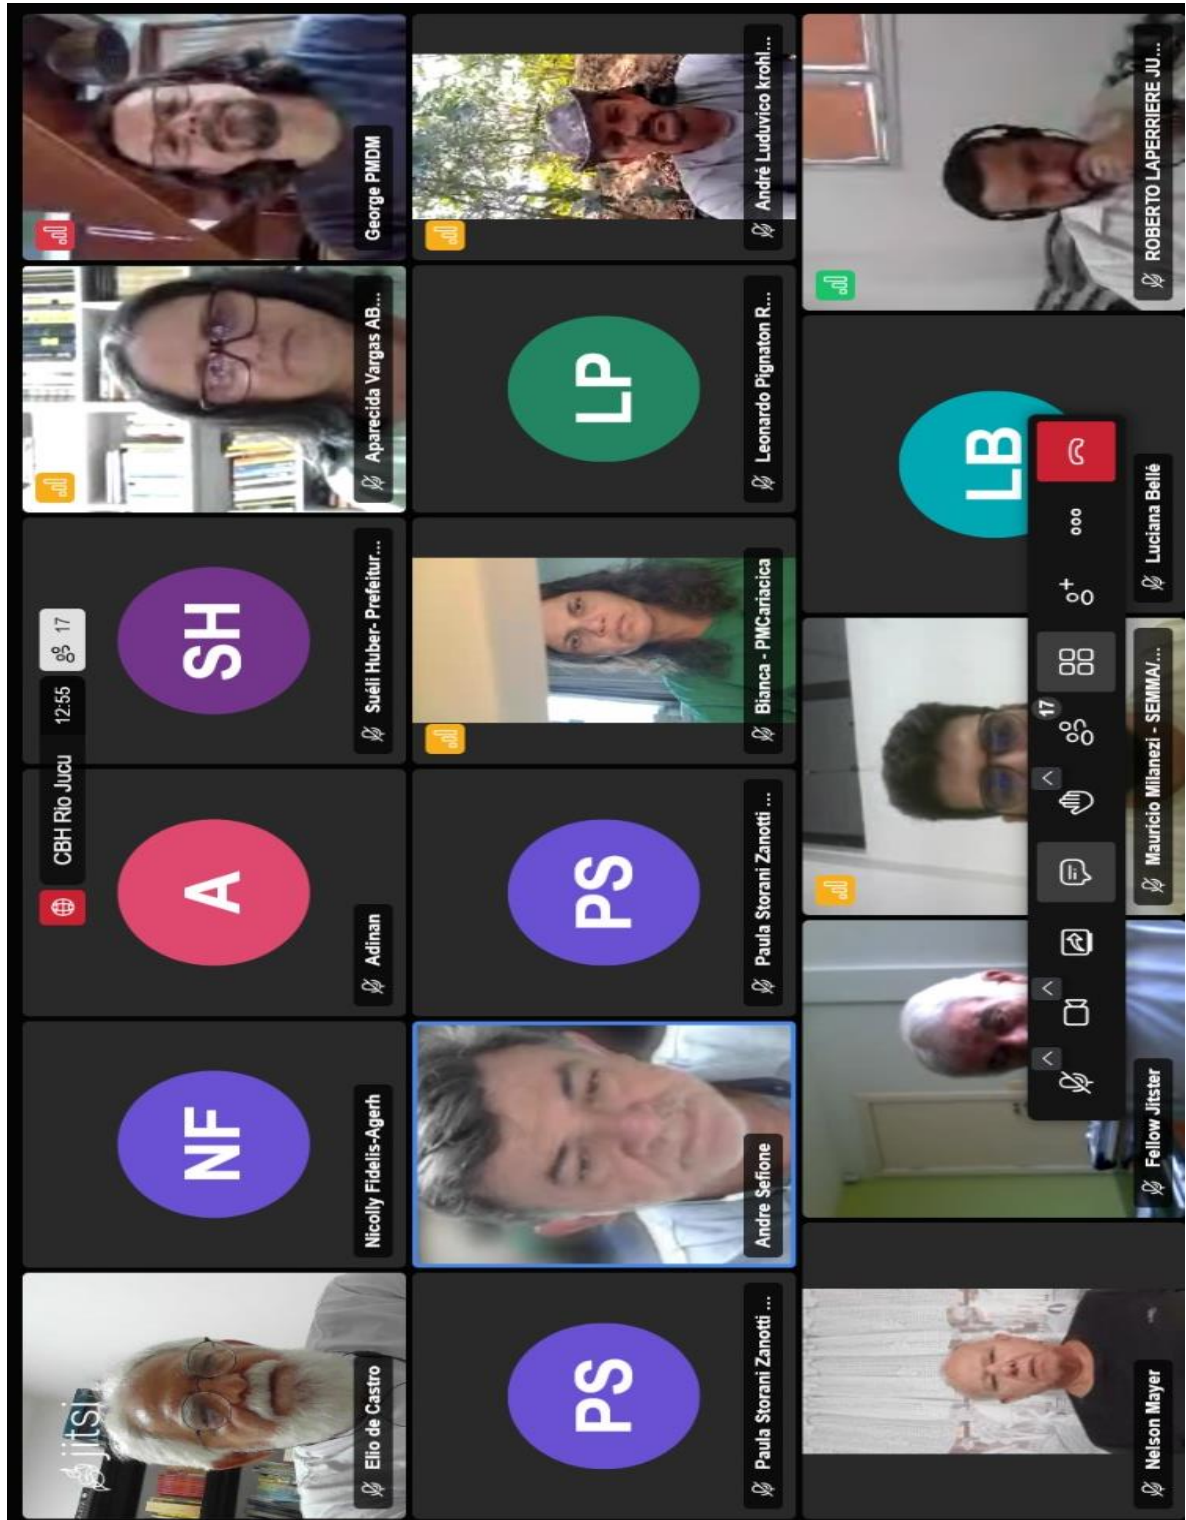 jitsi
CBH Rio Jucu
12:55
17
Elio de Castro
NF
Nicolly Fidelis-Agerh
A
Adinan
SH
Suéli Huber- Prefeitur...
Aparecida Vargas AB...
George PMDM
PS
Paula Storani Zanotti ...
Andre Sefione
PS
Paula Storani Zanotti ...
Bianca - PMCariacica
LP
Leonardo Pignaton R...
André Luduvico krohl...
Nelson Mayer
Fellow Jitster
Mauricio Milanezi - SEMMA/...
LB
Luciana Bellé
ROBERTO LAPERRIERE JU...
17